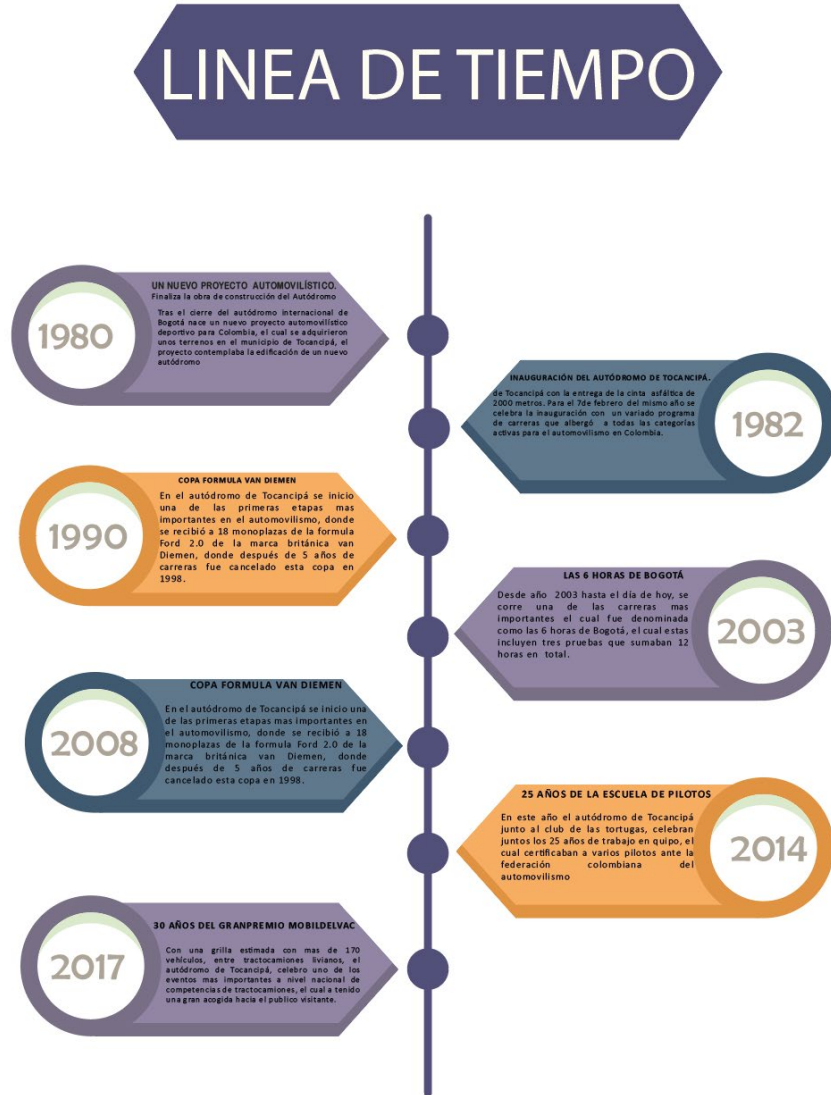 LINEA DE TIEMPO
1980
UN NUEVO PROYECTO AUTOMOVILÍSTICO.
Finaliza la obra de construcción del Autódromo
Tras el cierre del autódromo internacional de
Bogotá nace un nuevo proyecto automovilístico
deportivo para Colombia, el cual se adquirieron
unos terrenos en el municipio de Tocancipá, el
proyecto contemplaba la edificación de un nuevo
autódromo
INAUGURACIÓN DEL AUTÓDROMO DE TOCANCIPÁ.
de Tocancipá con la entrega de la cinta asfáltica de
2000 metros. Para el 7de febrero del mismo año se
celebra la inauguración con un variado programa
de carreras que albergó a todas las categorías
activas para el automovilismo en Colombia.
1982
1990
COPA FORMULA VAN DIEMEN
En el autódromo de Tocancipá se inicio
una de las primeras etapas mas
importantes en el automovilismo, donde
se recibió a 18 monoplazas de la formula
Ford 2.0 de la marca británica van
Diemen, donde después de 5 años de
carreras fue cancelado esta copa en
1998.
LAS 6 HORAS DE BOGOTÁ
Desde año 2003 hasta el día de hoy, se
corre una de las carreras mas
importantes el cual fue denominada
como las 6 horas de Bogotá, el cual estas
incluyen tres pruebas que sumaban 12
horas en total.
2003
2008
COPA FORMULA VAN DIEMEN
En el autódromo de Tocancipá se inicio una
de las primeras etapas mas importantes en
el automovilismo, donde se recibió a 18
monoplazas de la formula Ford 2.0 de la
marca británica van Diemen, donde
después de 5 años de carreras fue
cancelado esta copa en 1998.
25 AÑOS DE LA ESCUELA DE PILOTOS
En este año el autódromo de Tocancipá
junto al club de las tortugas, celebran
juntos los 25 años de trabajo en quipo, el
cual certificaban a varios pilotos ante la
federación colombiana del
automovilismo
2014
2017
30 AÑOS DEL GRANPREMIO MOBILDELVAC
Con una grilla estimada con mas de 170
vehículos, entre tractocamiones livianos, el
autódromo de Tocancipá, celebro uno de los
eventos mas importantes a nivel nacional de
competencias de tractocamiones, el cual a tenido
una gran acogida hacia el publico visitante.